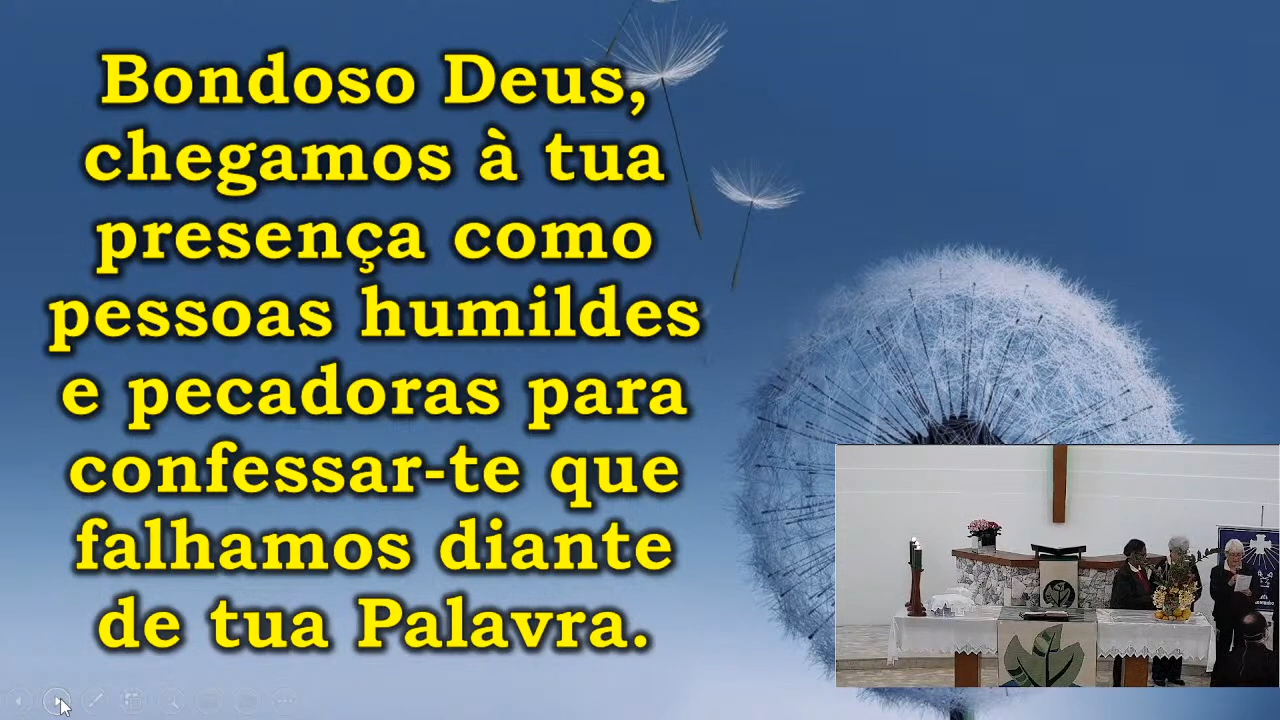 Bondoso Deus,
chegamos à tua
presença como
pessoas humildes
e pecadoras para
confessar-te que
falhamos diante
de tua Palavra.